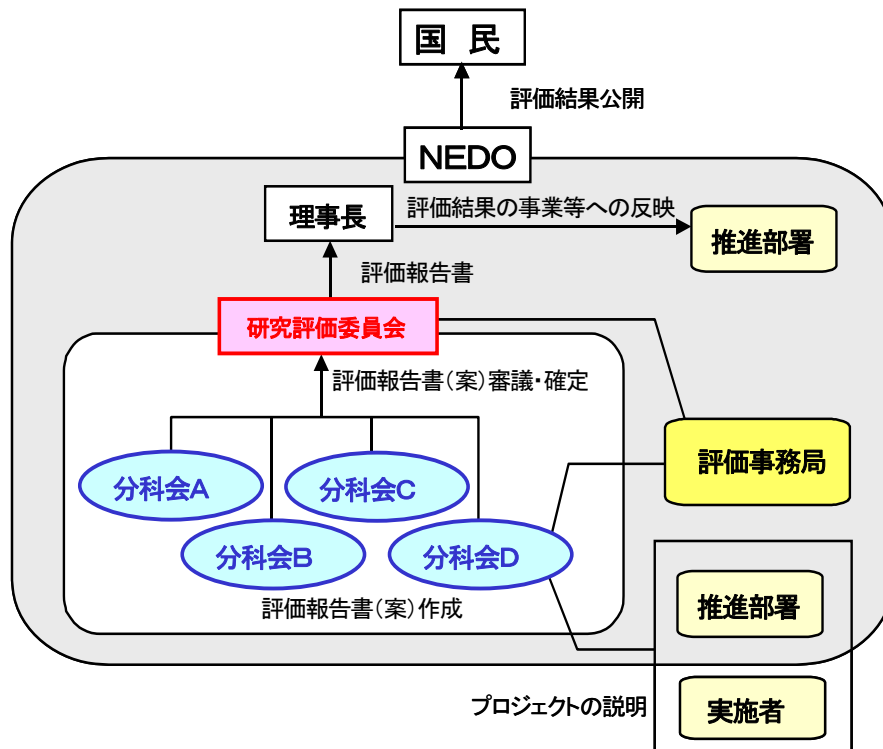 国 民
評価結果公開
NEDO
理事長
評価結果の事業等への反映
推進部署
評価報告書
研究評価委員会
評価報告書(案)審議・確定
評価事務局
分科会A
分科会C
分科会B
分科会D
評価報告書(案)作成
推進部署
プロジェクトの説明
実施者